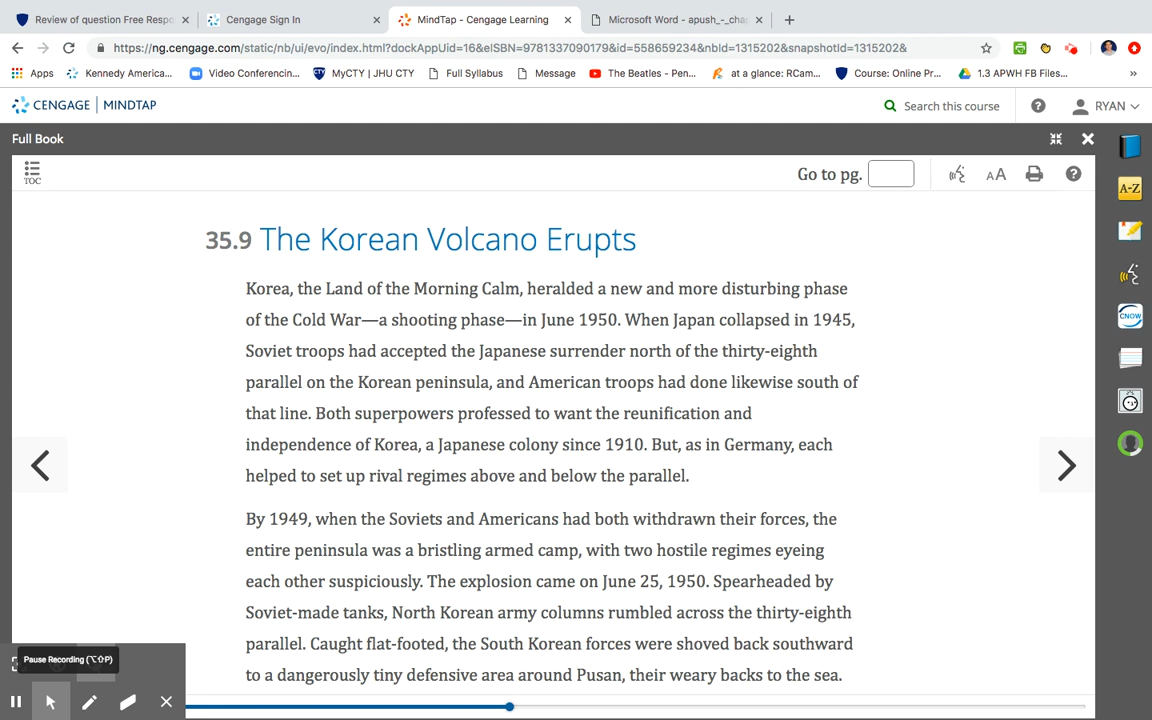 Review of question Free Respo
Cengage Sign In
MindTap - Cengage Learning
Microsoft Word - apush_-_cha
https://ng.cengage.com/static/nb/ui/evo/index.html?dockAppUid=16&eISBN=9781337090179&id=558659234&nbId=1315202&snapshotId=1315202&
Apps
Kennedy America...
Video Conferencin...
CTY
MyCTY | JHU CTY
Full Syllabus
Message
The Beatles - Pen...
at a glance: RCam...
Course: Online Pr...
1.3 APWH FB Files...
»
CENGAGE | MINDTAP
Search this course
RYAN
Full Book
TOC
Go to pg.
AA
A-Z
CNOW
35.9 The Korean Volcano Erupts
Korea, the Land of the Morning Calm, heralded a new and more disturbing phase
of the Cold War—a shooting phase—in June 1950. When Japan collapsed in 1945,
Soviet troops had accepted the Japanese surrender north of the thirty-eighth
parallel on the Korean peninsula, and American troops had done likewise south of
that line. Both superpowers professed to want the reunification and
independence of Korea, a Japanese colony since 1910. But, as in Germany, each
helped to set up rival regimes above and below the parallel.
By 1949, when the Soviets and Americans had both withdrawn their forces, the
entire peninsula was a bristling armed camp, with two hostile regimes eyeing
each other suspiciously. The explosion came on June 25, 1950. Spearheaded by
Soviet-made tanks, North Korean army columns rumbled across the thirty-eighth
parallel. Caught flat-footed, the South Korean forces were shoved back southward
to a dangerously tiny defensive area around Pusan, their weary backs to the sea.
Pause Recording (⌥⇧P)